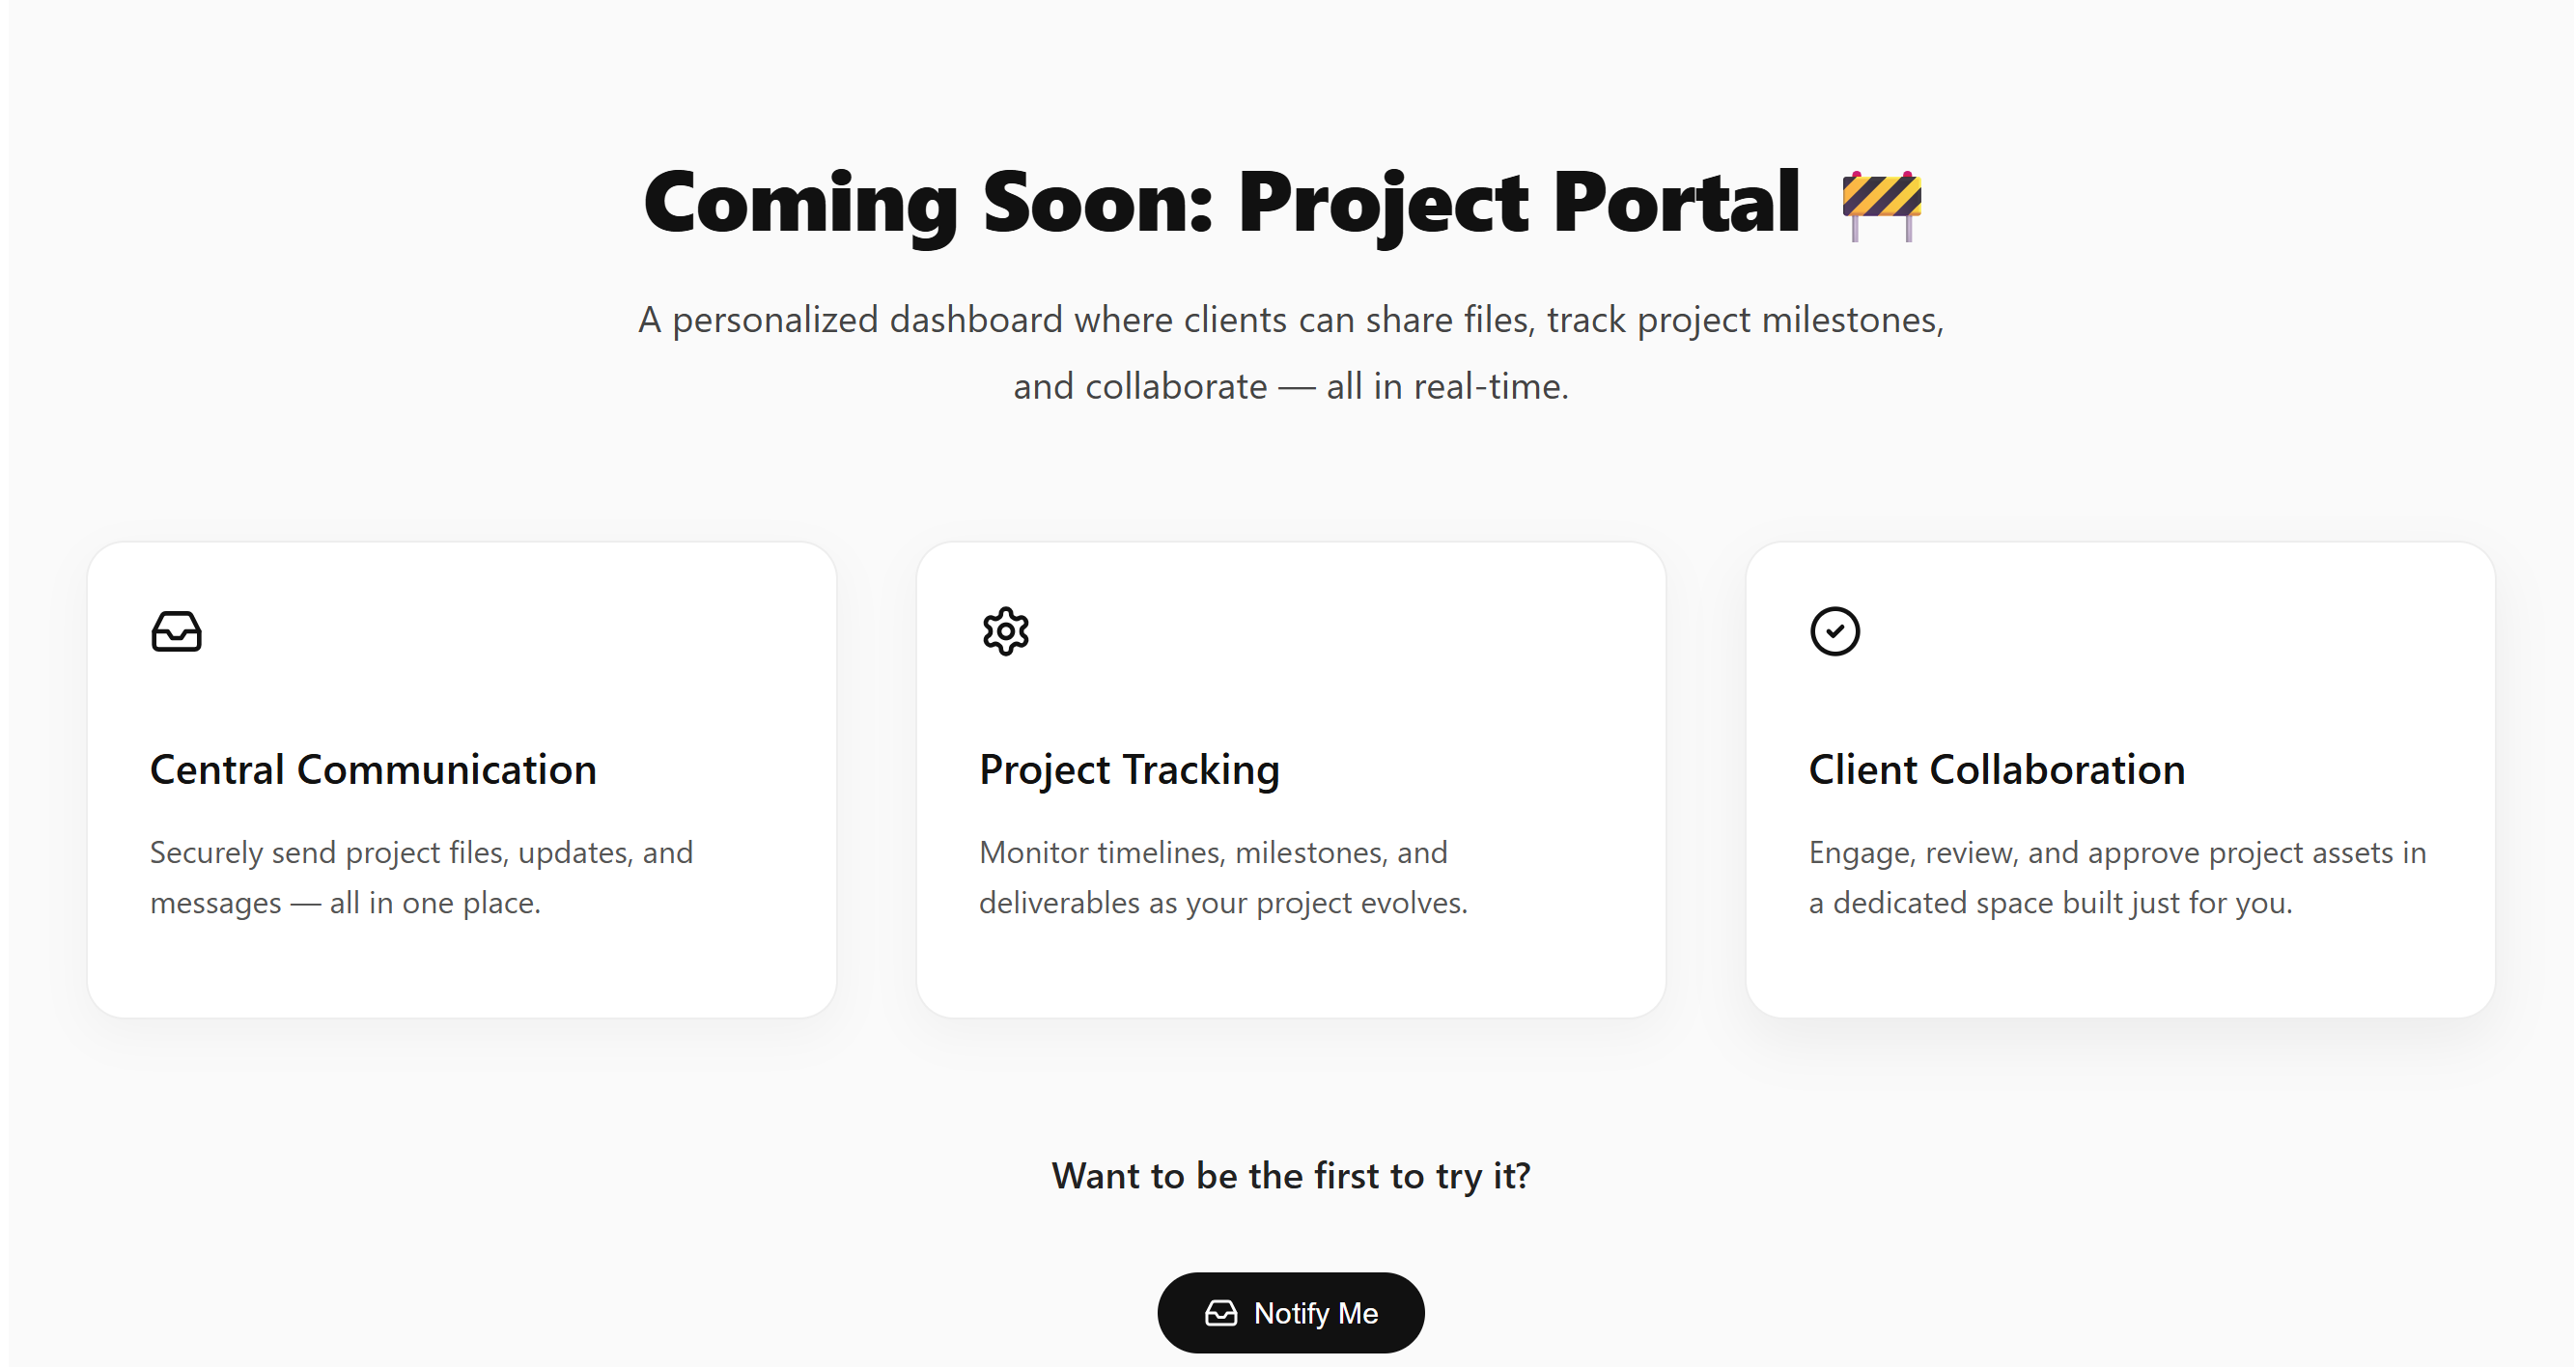 Coming Soon: Project Portal 🚧
A personalized dashboard where clients can share files, track project milestones,
and collaborate — all in real-time.
Central Communication
Securely send project files, updates, and
messages — all in one place.
Project Tracking
Monitor timelines, milestones, and
deliverables as your project evolves.
Client Collaboration
Engage, review, and approve project assets in
a dedicated space built just for you.
Want to be the first to try it?
Notify Me